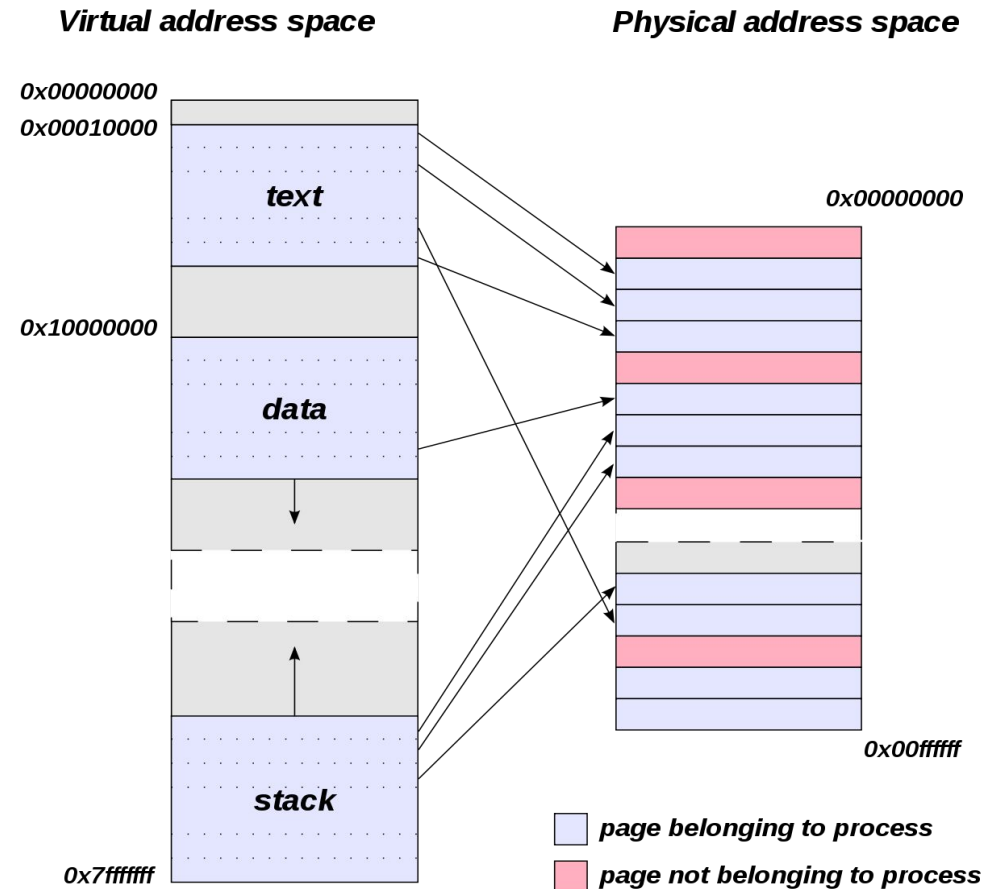 Virtual address space
Physical address space
0x00000000
0x00010000
text
0x00000000
0x10000000
data
0x00ffffff
stack
page belonging to process
0x7fffffff
page not belonging to process